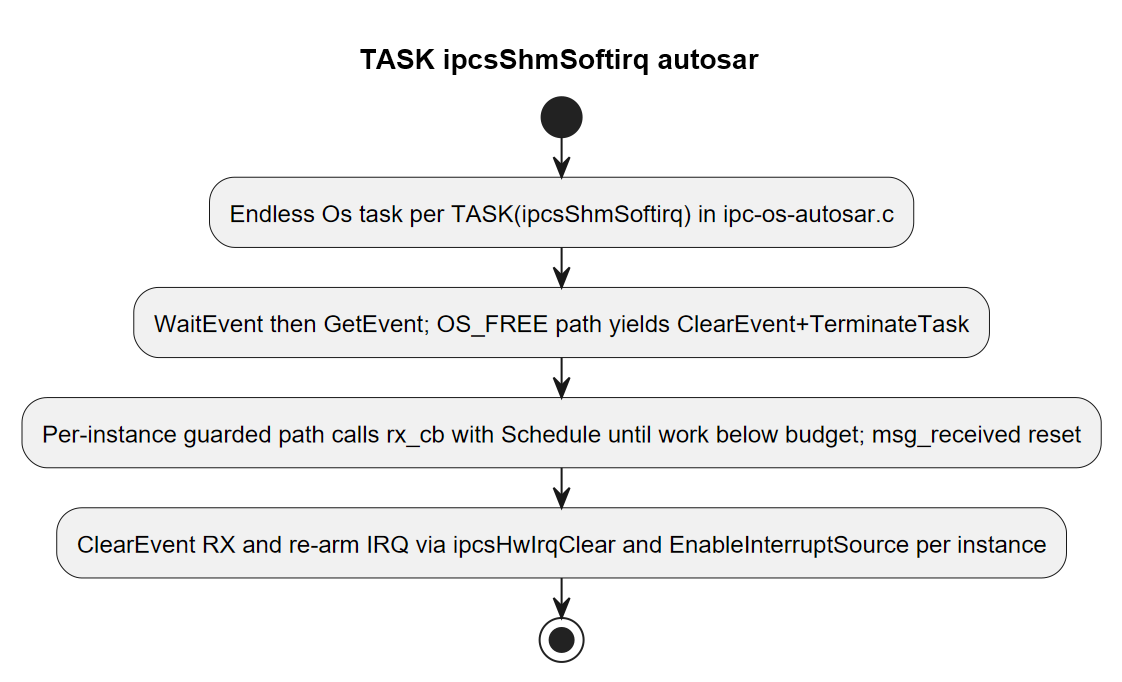 TASK ipcsShmSoftirq autosar
Endless Os task per TASK(ipcsShmSoftirq) in ipc-os-autosar.c
WaitEvent then GetEvent; OS_FREE path yields ClearEvent+TerminateTask
Per-instance guarded path calls rx_cb with Schedule until work below budget; msg_received reset
ClearEvent RX and re-arm IRQ via ipcsHwIrqClear and EnableInterruptSource per instance